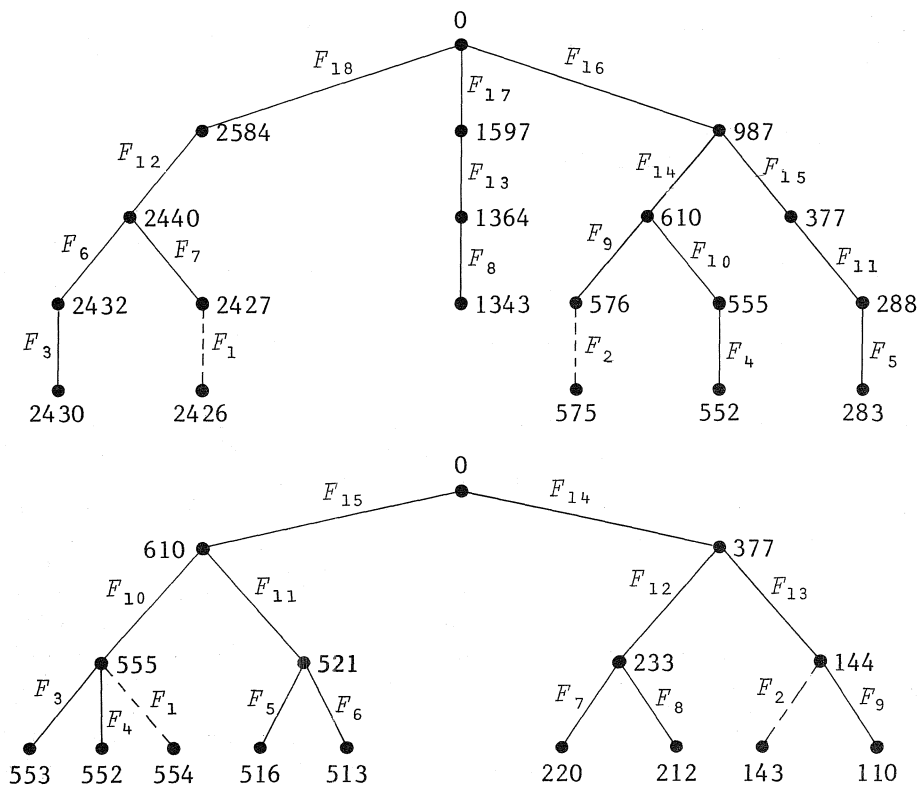 0
F18 F17 F16
2584 1597 987
F12 F13 F14 F15
2440 1364 610 377
F6 F7 F8 F9 F10 F11
2432 2427 1343 576 555 288
F3 F1 F2 F4 F5
2430 2426 575 552 283
0
F15 F14
610 377
F10 F11 F12 F13
555 521 233 144
F3 F4 F1 F5 F6 F7 F8 F2 F9
553 552 554 516 513 220 212 143 110